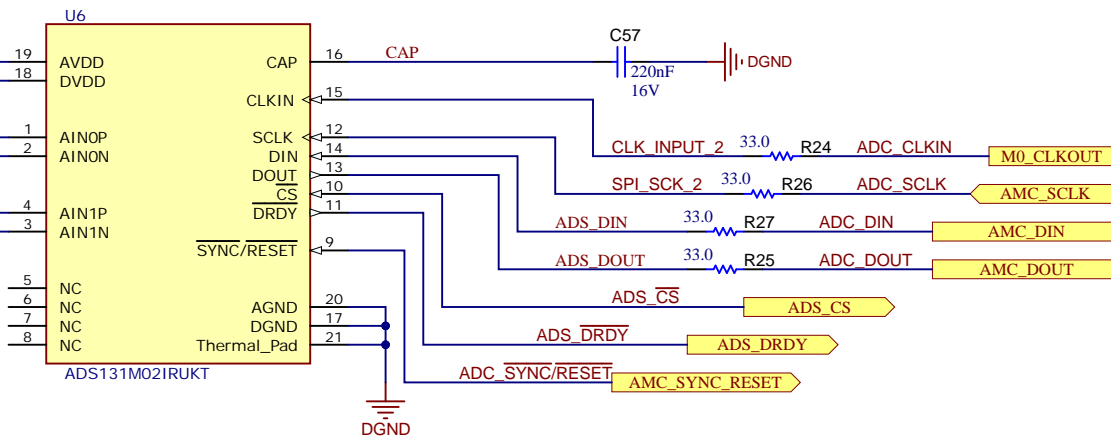 U6
19 AVDD
18 DVDD
1 AIN0P
2 AIN0N
4 AIN1P
3 AIN1N
5 NC
6 NC
7 NC
8 NC
CAP 16 CAP
C57
220nF
16V
DGND
CLKIN 15
SCLK 12
DIN 14
DOUT 13
CS 10
DRDY 11
SYNC/RESET 9
AGND 20
DGND 17
Thermal_Pad 21
ADS131M02IRUKT
DGND
CLK_INPUT_2 33.0 R24 ADC_CLKIN M0_CLKOUT
SPI_SCK_2 33.0 R26 ADC_SCLK AMC_SCLK
ADS_DIN 33.0 R27 ADC_DIN AMC_DIN
ADS_DOUT 33.0 R25 ADC_DOUT AMC_DOUT
ADS_CS ADS_CS
ADS_DRDY ADS_DRDY
ADC_SYNC/RESET AMC_SYNC_RESET